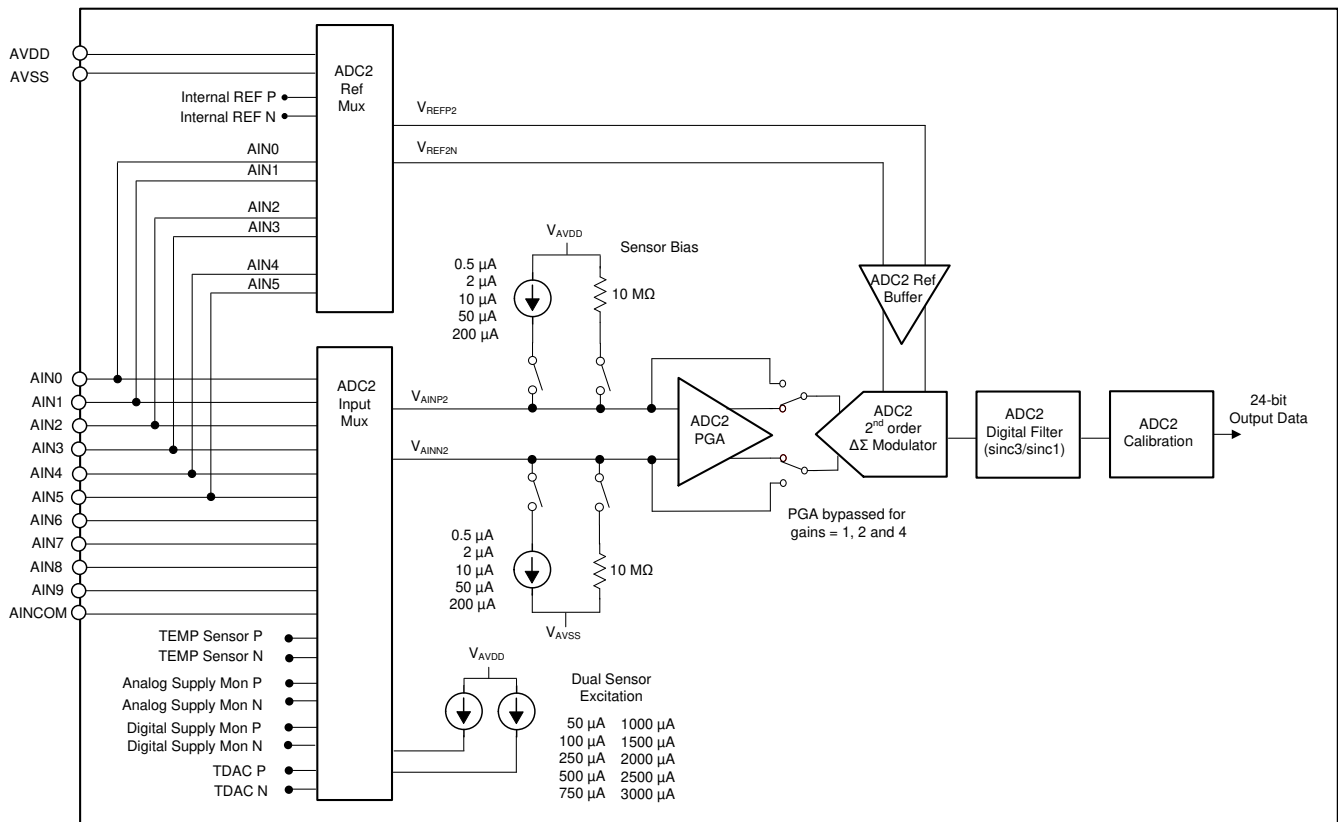 AVDD
AVSS
Internal REF P
Internal REF N
AIN0
AIN1
AIN2
AIN3
AIN4
AIN5
ADC2
Ref
Mux
VREFP2
VREF2N
VAVDD
Sensor Bias
0.5 µA
2 µA
10 µA
50 µA
200 µA
10 MΩ
ADC2 Ref
Buffer
AIN0
AIN1
AIN2
AIN3
AIN4
AIN5
AIN6
AIN7
AIN8
AIN9
AINCOM
ADC2
Input
Mux
VAINP2
VAINN2
ADC2
PGA
PGA bypassed for
gains = 1, 2 and 4
ADC2
2nd order
ΔΣ Modulator
ADC2
Digital Filter
(sinc3/sinc1)
ADC2
Calibration
24-bit
Output Data
0.5 µA
2 µA
10 µA
50 µA
200 µA
10 MΩ
VAVSS
TEMP Sensor P
TEMP Sensor N
Analog Supply Mon P
Analog Supply Mon N
Digital Supply Mon P
Digital Supply Mon N
TDAC P
TDAC N
VAVDD
Dual Sensor
Excitation
50 µA 1000 µA
100 µA 1500 µA
250 µA 2000 µA
500 µA 2500 µA
750 µA 3000 µA